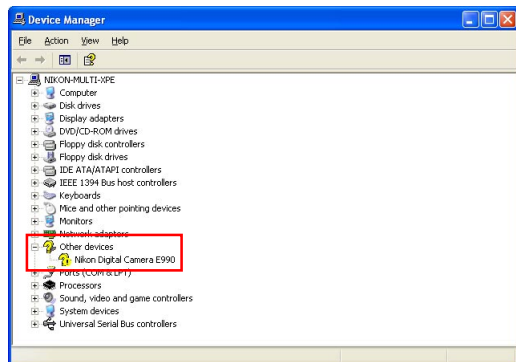 Device Manager
File Action View Help
NIKON-MULTI-XPE
Computer
Disk drives
Display adapters
DVD/CD-ROM drives
Floppy disk controllers
Floppy disk drives
IDE ATA/ATAPI controllers
IEEE 1394 Bus host controllers
Keyboards
Mice and other pointing devices
Monitors
Network adapters
Other devices
Nikon Digital Camera E990
Ports (COM & LPT)
Processors
Sound, video and game controllers
System devices
Universal Serial Bus controllers